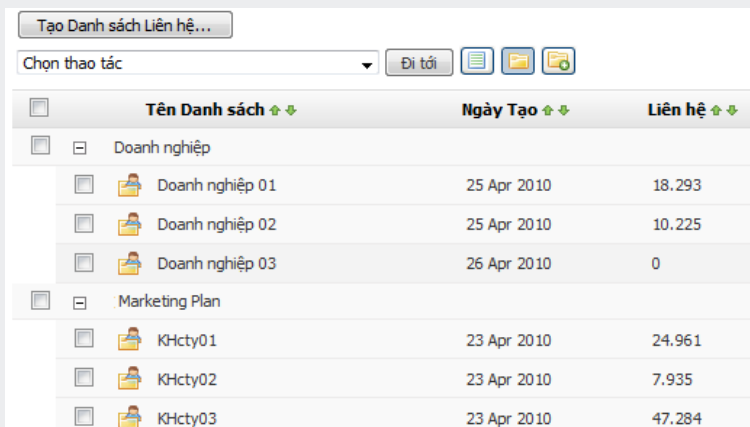 Tạo Danh sách Liên hệ...
Chọn thao tác Đi tới
Tên Danh sách Ngày Tạo Liên hệ
Doanh nghiệp
Doanh nghiệp 01 25 Apr 2010 18.293
Doanh nghiệp 02 25 Apr 2010 10.225
Doanh nghiệp 03 26 Apr 2010 0
Marketing Plan
KHcty01 23 Apr 2010 24.961
KHcty02 23 Apr 2010 7.935
KHcty03 23 Apr 2010 47.284